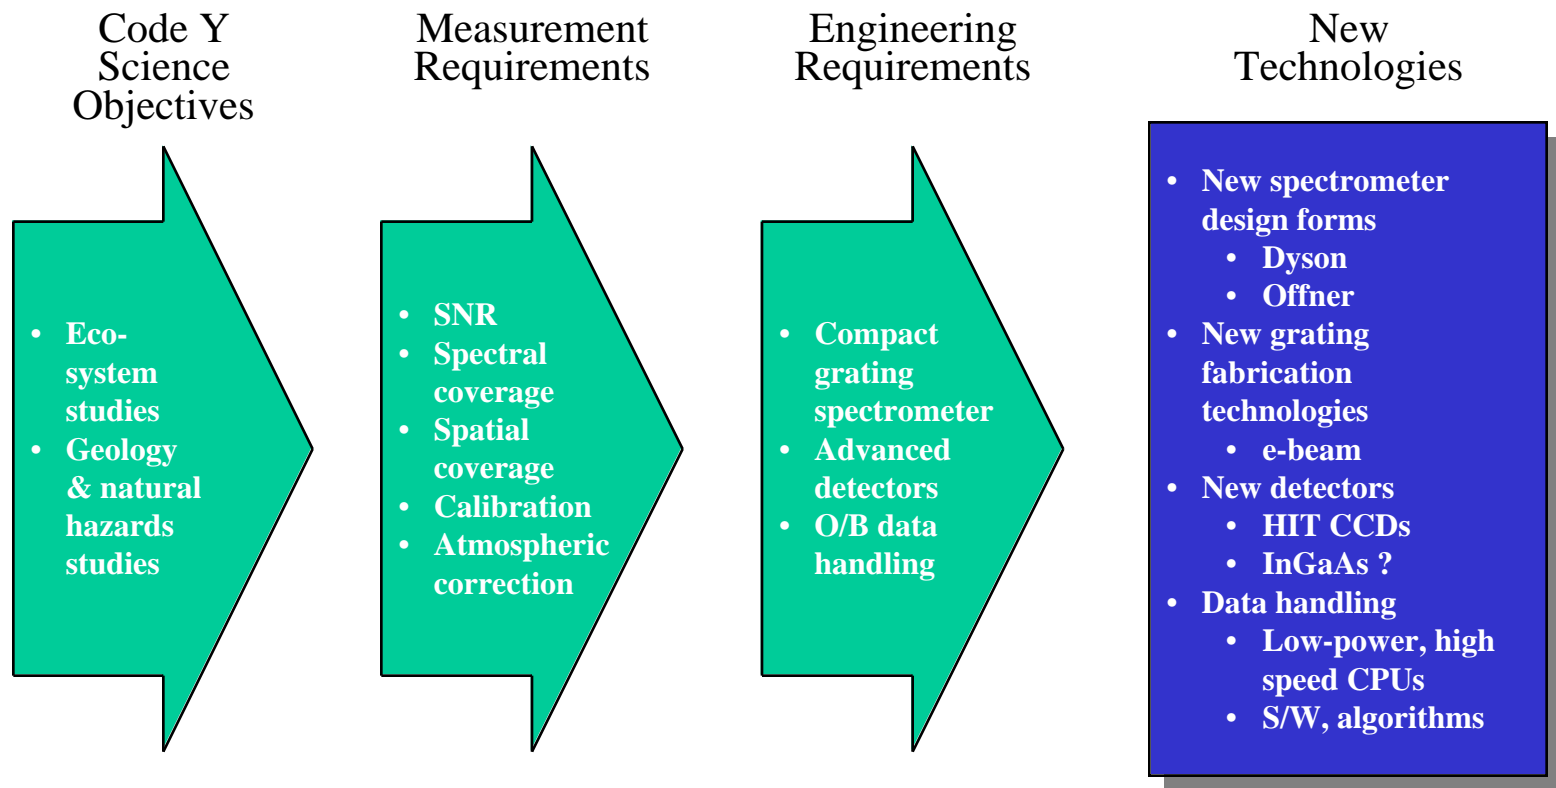 Code Y
Science
Objectives
• Eco-
system
studies
• Geology
& natural
hazards
studies
Measurement
Requirements
• SNR
• Spectral
coverage
• Spatial
coverage
• Calibration
• Atmospheric
correction
Engineering
Requirements
• Compact
grating
spectrometer
• Advanced
detectors
• O/B data
handling
New
Technologies
• New spectrometer
design forms
• Dyson
• Offner
• New grating
fabrication
technologies
• e-beam
• New detectors
• HIT CCDs
• InGaAs ?
• Data handling
• Low-power, high
speed CPUs
• S/W, algorithms